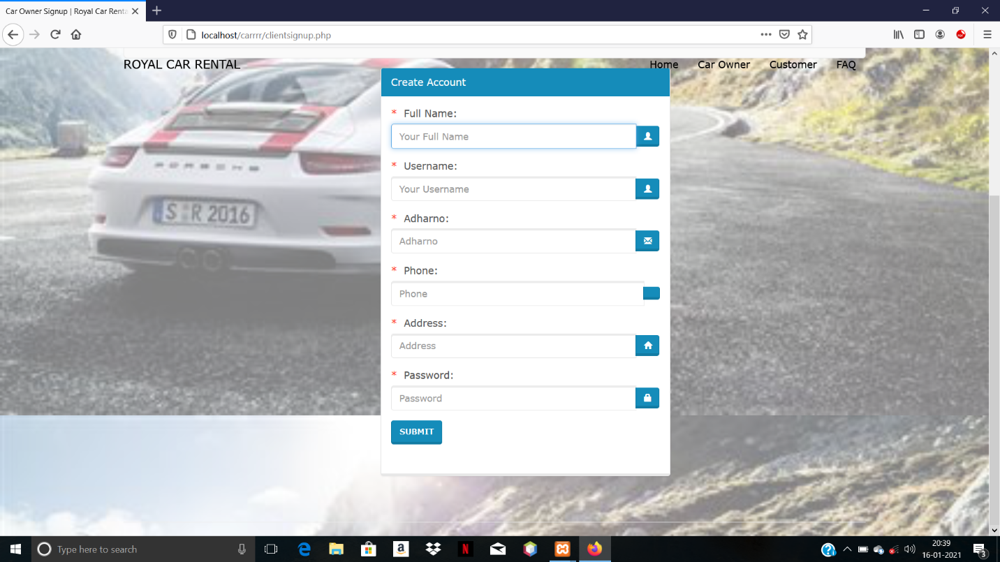 Car Owner Signup | Royal Car Renta
localhost/carrrr/clientsignup.php
ROYAL CAR RENTAL
Home Car Owner Customer FAQ
Create Account
* Full Name:
Your Full Name
* Username:
Your Username
* Adharno:
Adharno
* Phone:
Phone
* Address:
Address
* Password:
Password
SUBMIT
PORSCHE
S R 2016
Type here to search
20:39
16-01-2021
3